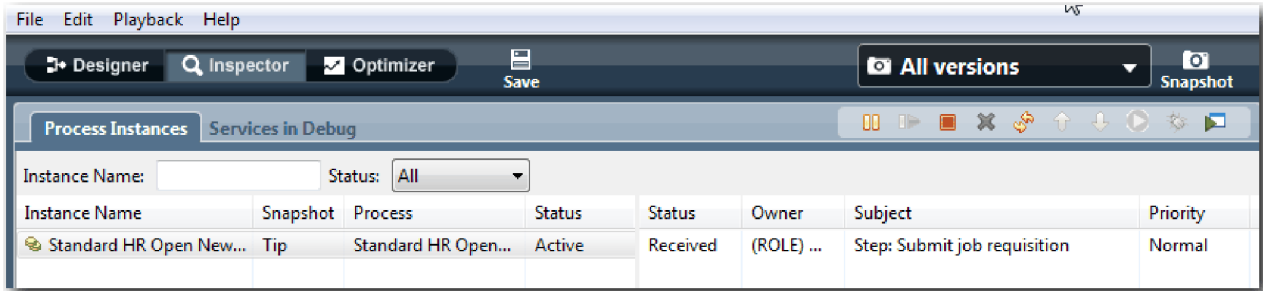 File Edit Playback Help
Designer Inspector Optimizer Save All versions Snapshot
Process Instances Services in Debug
Instance Name: Status: All
Instance Name Snapshot Process Status Status Owner Subject Priority
Standard HR Open New... Tip Standard HR Open... Active Received (ROLE) ... Step: Submit job requisition Normal